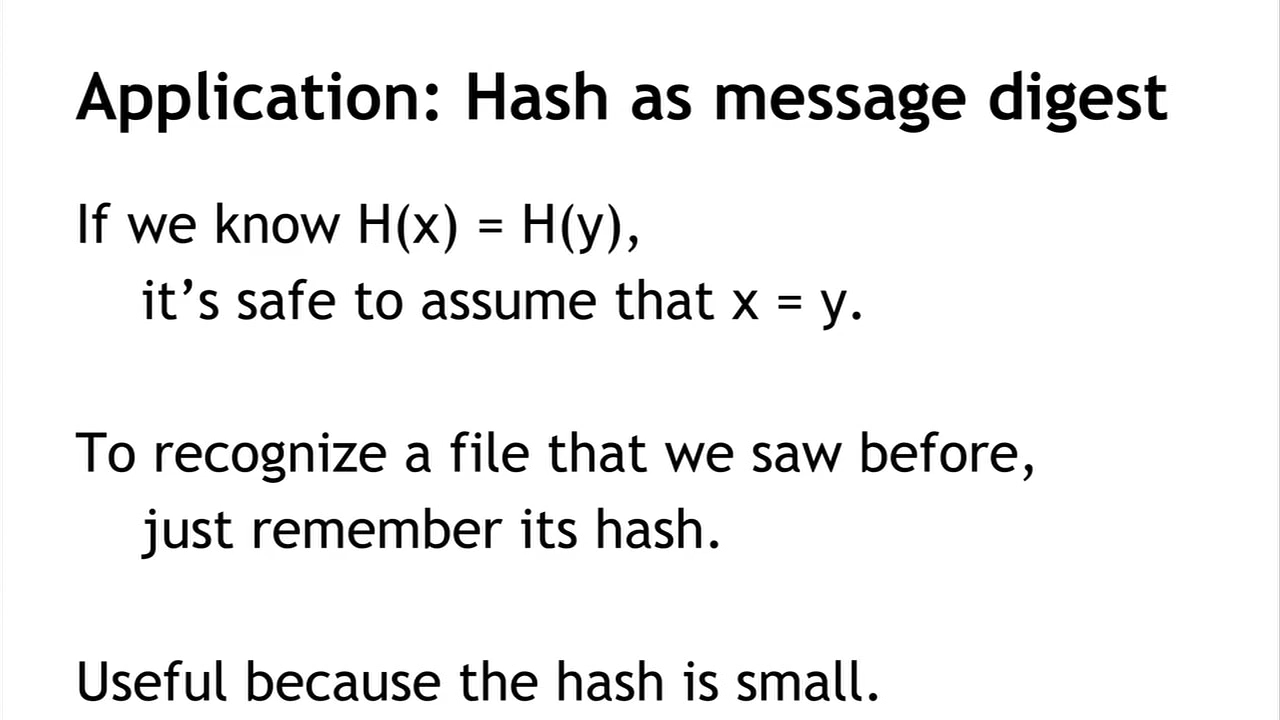 Application: Hash as message digest
If we know H(x) = H(y),
it’s safe to assume that x = y.
To recognize a file that we saw before,
just remember its hash.
Useful because the hash is small.